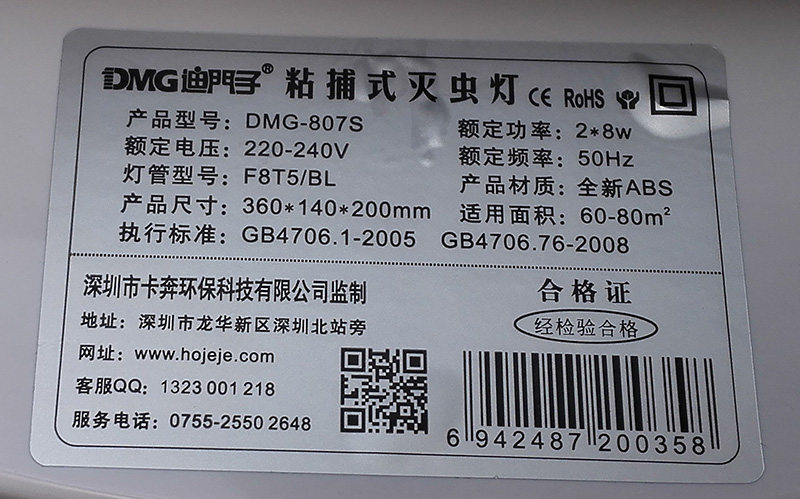 DMG迪門子® 粘捕式灭虫灯 CE RoHS
产品型号：DMG-807S 额定功率：2*8w
额定电压：220-240V 额定频率：50Hz
灯管型号：F8T5/BL 产品材质：全新ABS
产品尺寸：360*140*200mm 适用面积：60-80m²
执行标准：GB4706.1-2005 GB4706.76-2008
深圳市卡奔环保科技有限公司监制
地址：深圳市龙华新区深圳北站旁
网址：www.hojeje.com
客服QQ：1323 001 218
服务电话：0755-2550 2648
合格证
经检验合格
6 942487 200358